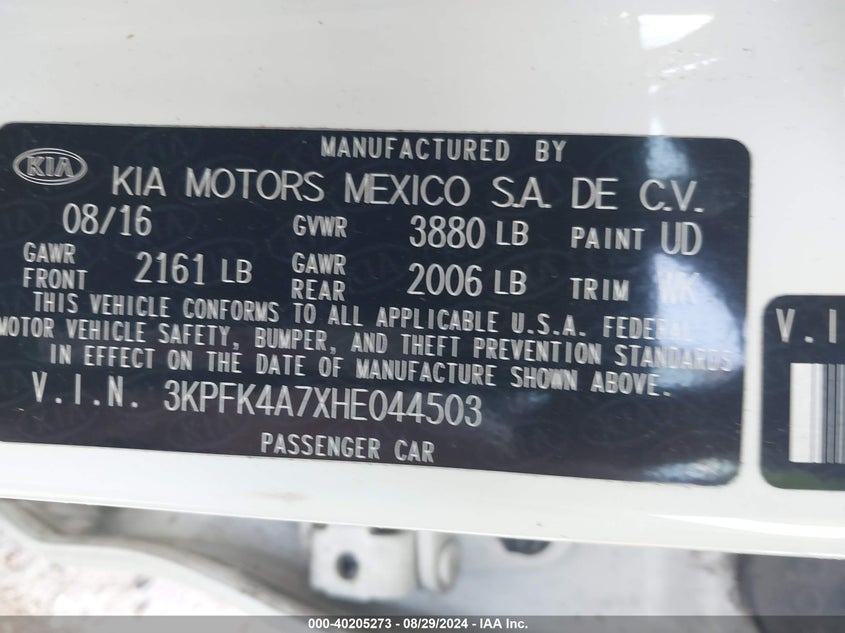 MANUFACTURED BY
KIA KIA MOTORS MEXICO S.A. DE C.V.
08/16 GVWR 3880 LB PAINT UD
GAWR FRONT 2161 LB GAWR REAR 2006 LB TRIM WK
THIS VEHICLE CONFORMS TO ALL APPLICABLE U.S.A. FEDERAL
MOTOR VEHICLE SAFETY, BUMPER, AND THEFT PREVENTION STANDARDS
IN EFFECT ON THE DATE OF MANUFACTURE SHOWN ABOVE.
V.I.N. 3KPFK4A7XHE044503
PASSENGER CAR
V.I
000-40205273 - 08/29/2024 - IAA Inc.